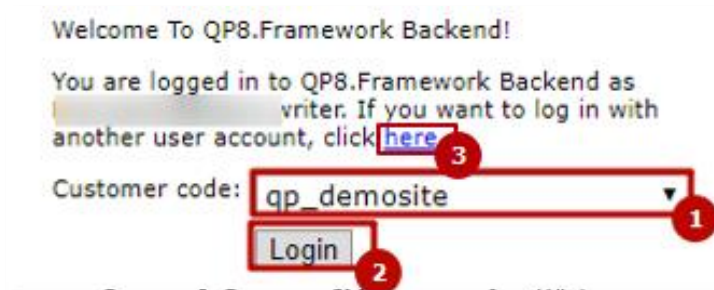 Welcome To QP8.Framework Backend!
You are logged in to QP8.Framework Backend as
writer. If you want to log in with
another user account, click here
3
Customer code: qp_demosite
1
Login
2